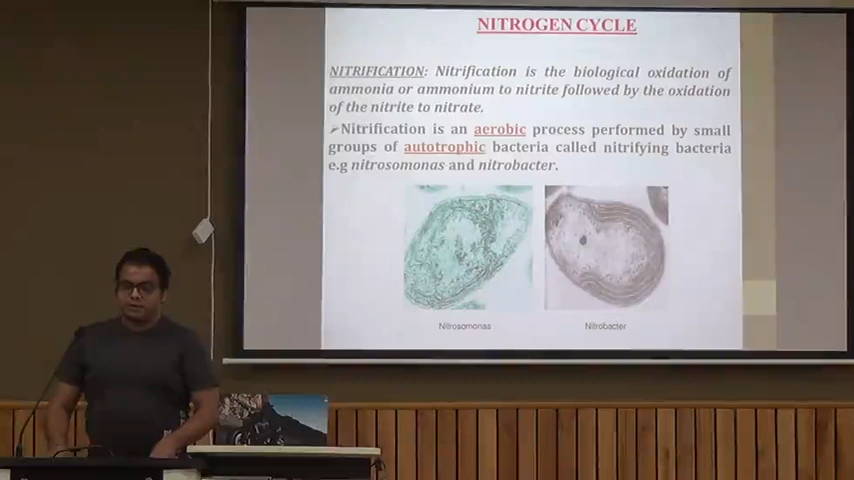 NITROGEN CYCLE
NITRIFICATION: Nitrification is the biological oxidation of
ammonia or ammonium to nitrite followed by the oxidation
of the nitrite to nitrate.
➢Nitrification is an aerobic process performed by small
groups of autotrophic bacteria called nitrifying bacteria
e.g nitrosomonas and nitrobacter.
Nitrosomonas
Nitrobacter